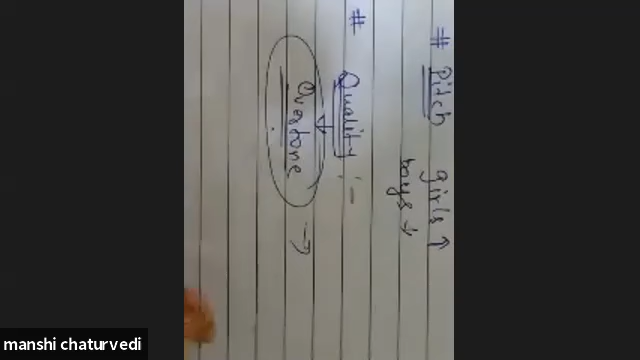 # Pitch girls ↑
boys ↓
# Quality :-
↓
Overtone →
manshi chaturvedi